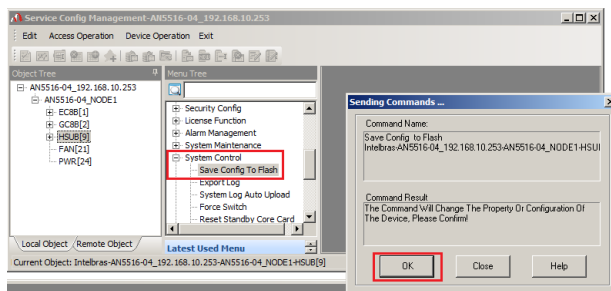 Service Config Management-AN5516-04_192.168.10.253
Edit Access Operation Device Operation Exit
Object Tree
AN5516-04_192.168.10.253
AN5516-04_NODE1
EC8B[1]
GC8B[2]
HSUB[9]
FAN[21]
PWR[24]
Local Object Remote Object
Menu Tree
Security Config
License Function
Alarm Management
System Maintenance
System Control
Save Config To Flash
Export Log
System Log Auto Upload
Force Switch
Reset Standby Core Card
Latest Used Menu
Current Object: Intelbras-AN5516-04_192.168.10.253-AN5516-04_NODE1-HSUB[9]
Sending Commands ...
Command Name:
Save Config to Flash
Intelbras-AN5516-04_192.168.10.253-AN5516-04_NODE1-HSU
Command Result
The Command Will Change The Property Or Configuration Of
The Device, Please Confirm!
OK Close Help